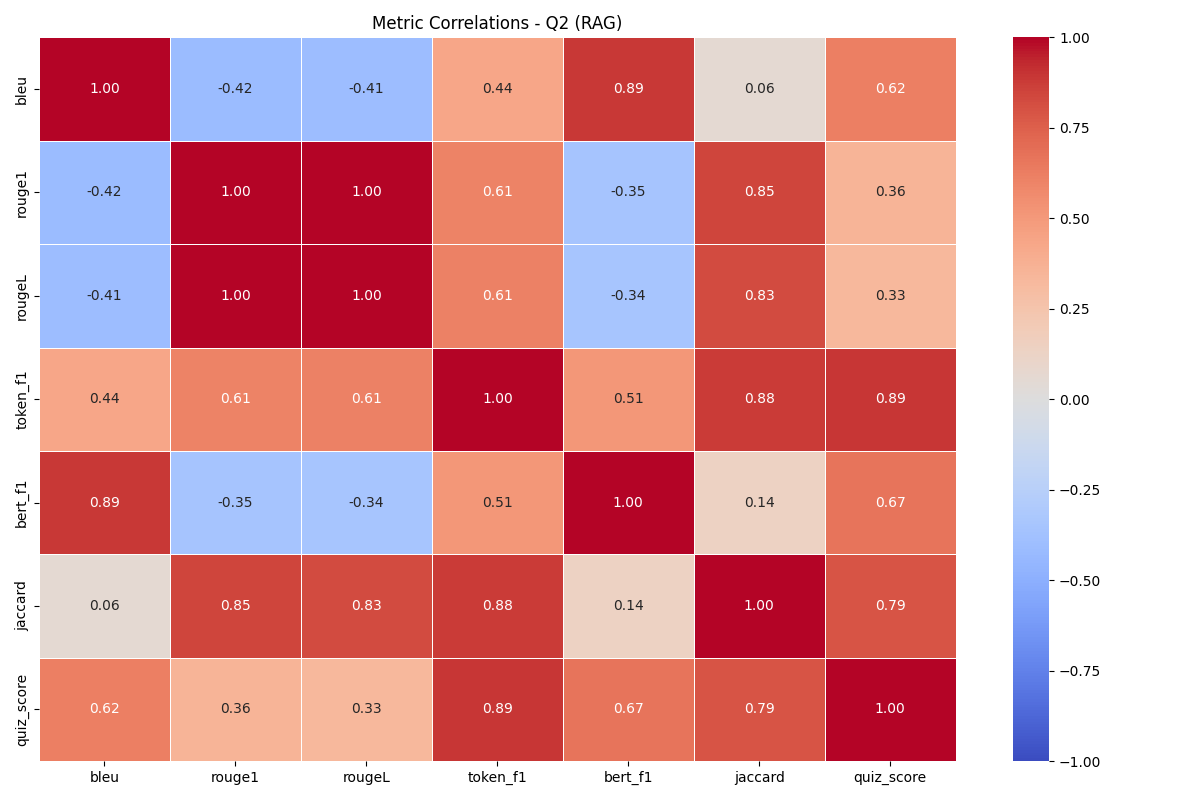 Metric Correlations - Q2 (RAG)
bleu 1.00 -0.42 -0.41 0.44 0.89 0.06 0.62
rouge1 -0.42 1.00 1.00 0.61 -0.35 0.85 0.36
rougeL -0.41 1.00 1.00 0.61 -0.34 0.83 0.33
token_f1 0.44 0.61 0.61 1.00 0.51 0.88 0.89
bert_f1 0.89 -0.35 -0.34 0.51 1.00 0.14 0.67
jaccard 0.06 0.85 0.83 0.88 0.14 1.00 0.79
quiz_score 0.62 0.36 0.33 0.89 0.67 0.79 1.00
bleu rouge1 rougeL token_f1 bert_f1 jaccard quiz_score
1.00
0.75
0.50
0.25
0.00
−0.25
−0.50
−0.75
−1.00